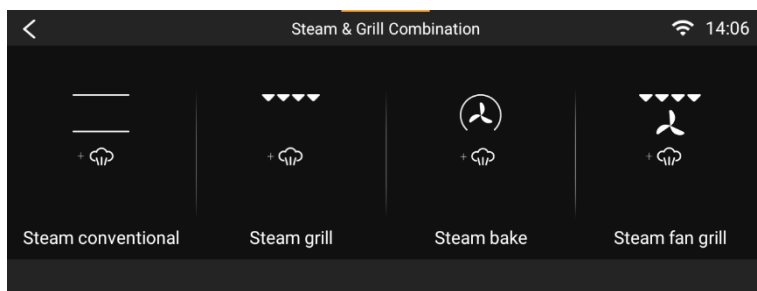 Steam & Grill Combination 14:06
+ + + +
Steam conventional Steam grill Steam bake Steam fan grill